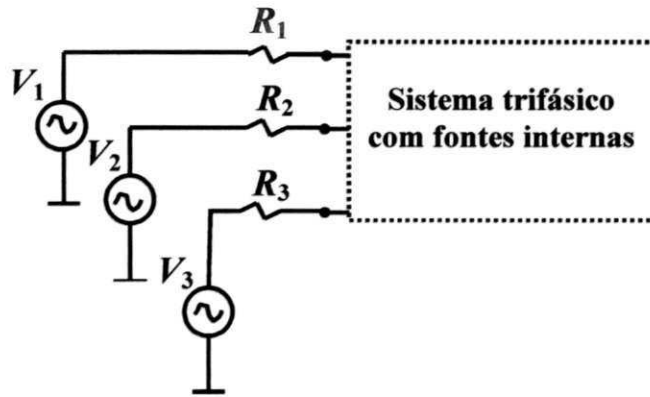 R1
V1
R2
V2
R3
V3
Sistema trifásico
com fontes internas